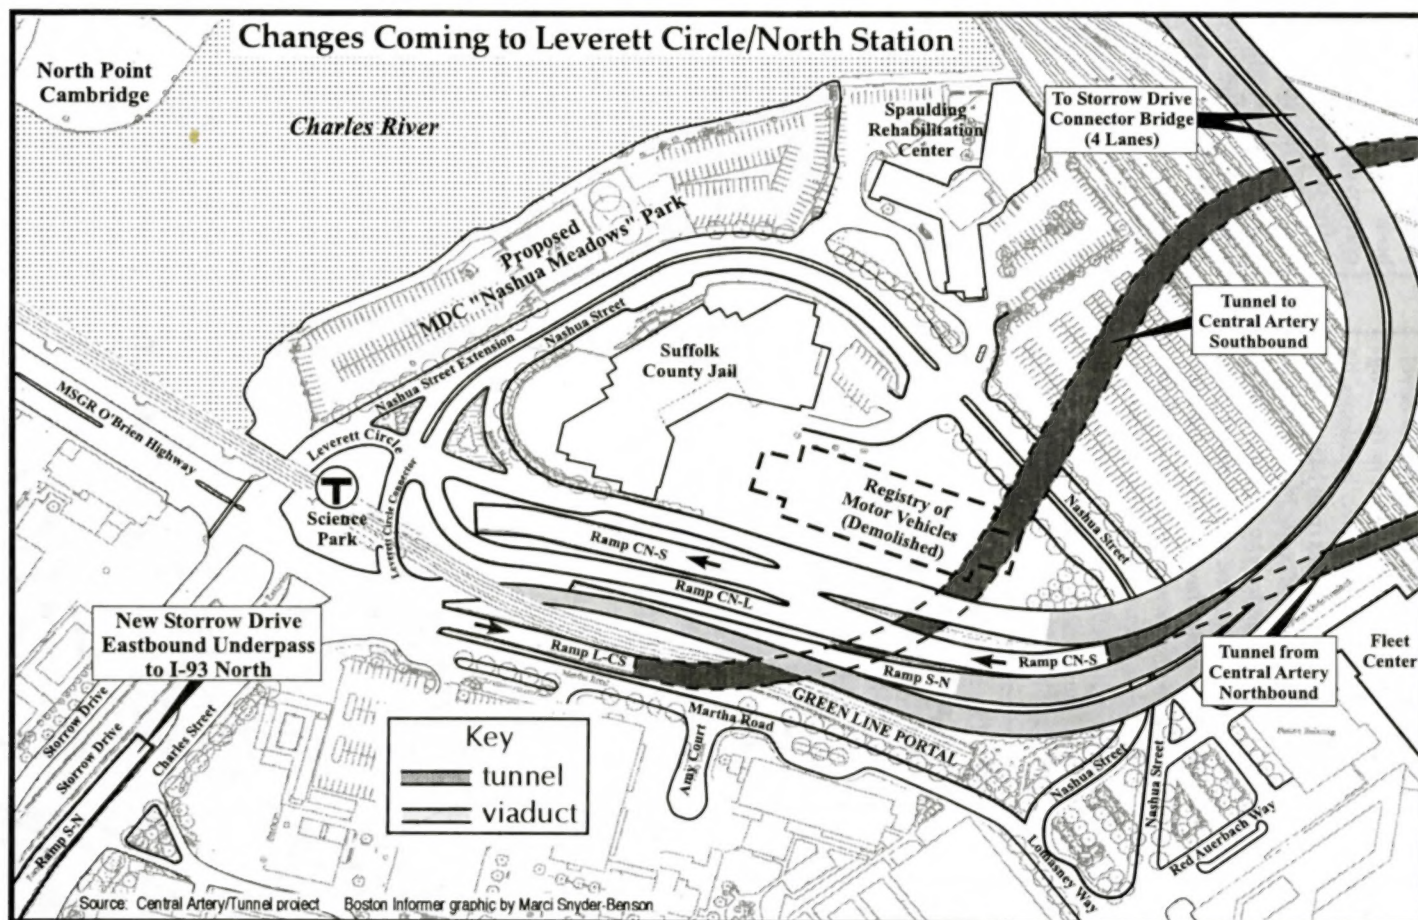 Changes Coming to Leverett Circle/North Station
North Point
Cambridge
Charles River
Spaulding
Rehabilitation
Center
To Storrow Drive
Connector Bridge
(4 Lanes)
Proposed
MDC "Nashua Meadows" Park
Tunnel to
Central Artery
Southbound
Nashua Street Extension
Nashua Street
Suffolk
County Jail
MSGR O'Brien Highway
Leverett Circle
Leverett Circle Connector
T
Science
Park
Registry of
Motor Vehicles
(Demolished)
Nashua Street
Ramp CN-S
Ramp CN-L
New Storrow Drive
Eastbound Underpass
to I-93 North
Ramp L-CS
Ramp S-N
Ramp CN-S
Tunnel from
Central Artery
Northbound
Fleet
Center
Martha Road
GREEN LINE PORTAL
Amy Court
Storrow Drive
Storrow Drive
Charles Street
Ramp S-N
Key
tunnel
viaduct
Nashua Street
Nashua Street
Red Auerbach Way
Lomasney Way
Source: Central Artery/Tunnel project Boston Informer graphic by Marci Snyder-Benson